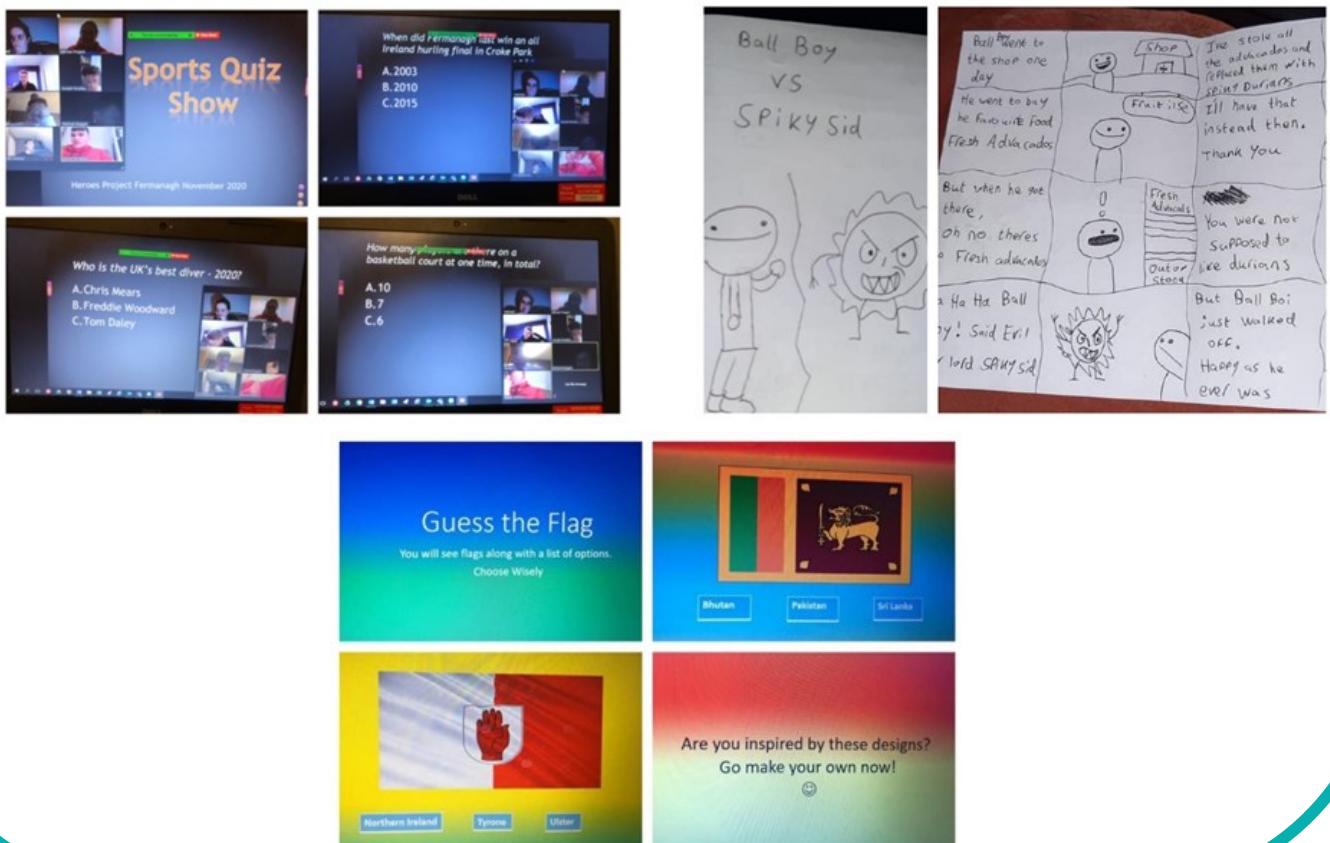 Sports Quiz
Show
Heroes Project Fermanagh November 2020
When did Fermanagh last win an all
Ireland hurling final in Croke Park
A.2003
B.2010
C.2015
DELL
Who is the UK's best diver - 2020?
A.Chris Mears
B.Freddie Woodward
C.Tom Daley
How many players are there on a
basketball court at one time, in total?
A.10
B.7
C.6
Ball Boy
VS
SPiKY Sid
Ball Boy went to
the shop one
day
Shop
I've stole all
the advacados and
replaced them with
spiny Durians
He went to buy
he Favourite Food
Fresh Advacados
Fruit ilse
I'll have that
instead then.
Thank you
But when he got
there,
oh no theres
Fresh advacados
!
Fresh
Advacados
Out of
Stock
You were not
supposed to
like durians
Ha Ha Ball
Said Evil
lord SPiKY Sid
But Ball Boi
just walked
off.
Happy as he
ever was
Guess the Flag
You will see flags along with a list of options.
Choose Wisely
Bhutan
Pakistan
Sri Lanka
Northern Ireland
Tyrone
Ulster
Are you inspired by these designs?
Go make your own now!
☺